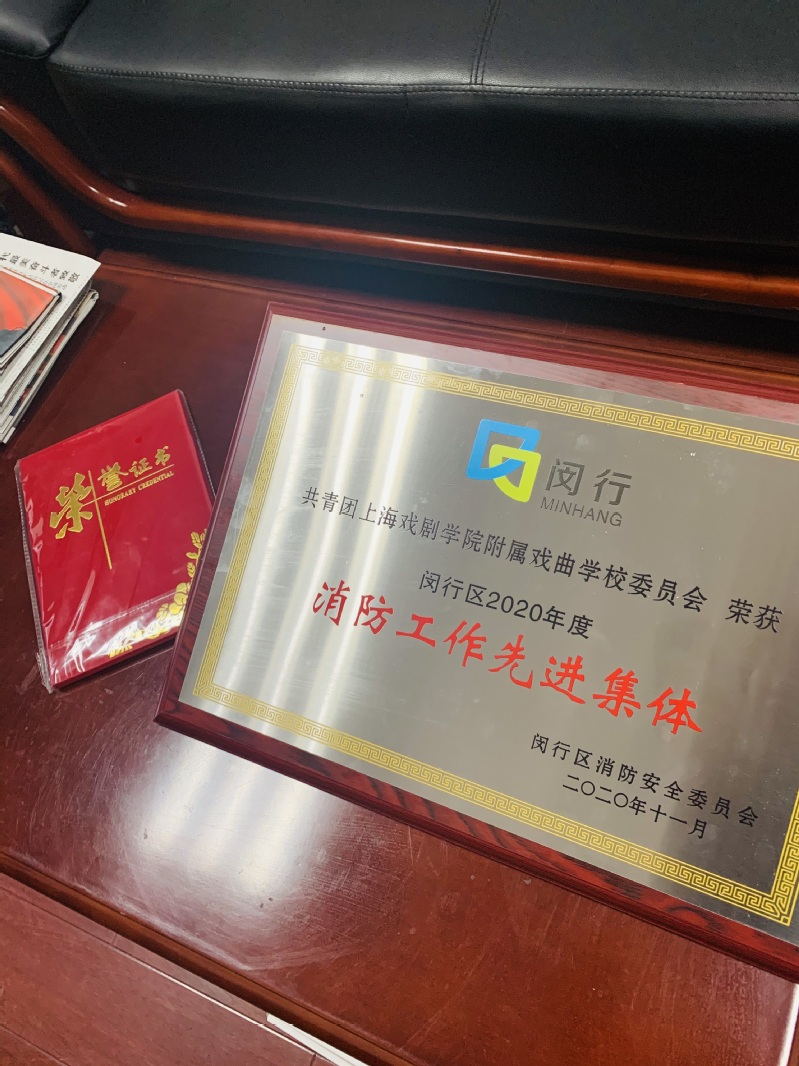 荣誉证书
HONORARY CREDENTIAL
闵行
MINHANG
共青团上海戏剧学院附属戏曲学校委员会 荣获
闵行区2020年度
消防工作先进集体
闵行区消防安全委员会
二〇二〇年十一月